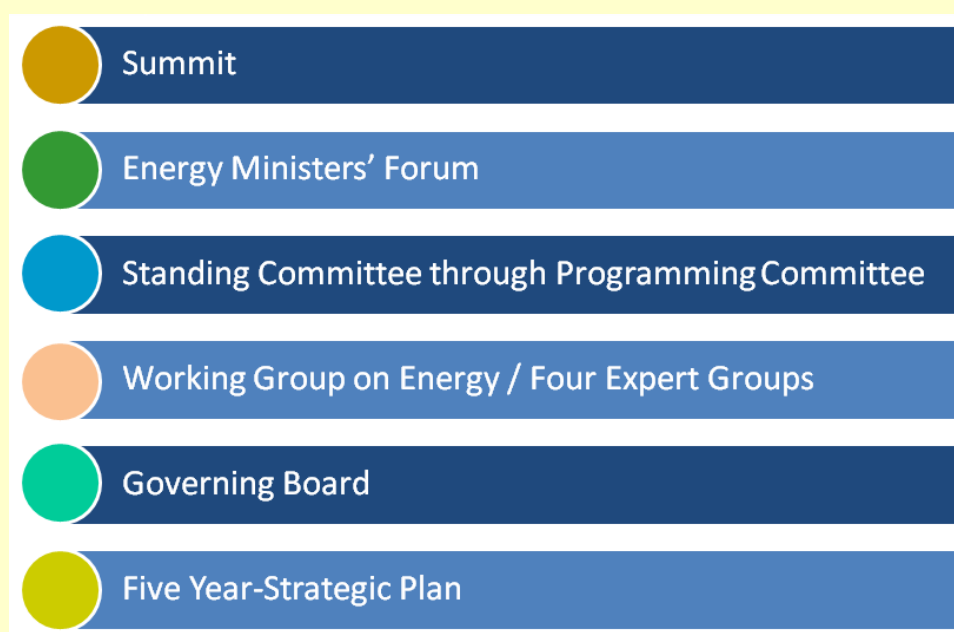 Summit
Energy Ministers’ Forum
Standing Committee through Programming Committee
Working Group on Energy / Four Expert Groups
Governing Board
Five Year-Strategic Plan